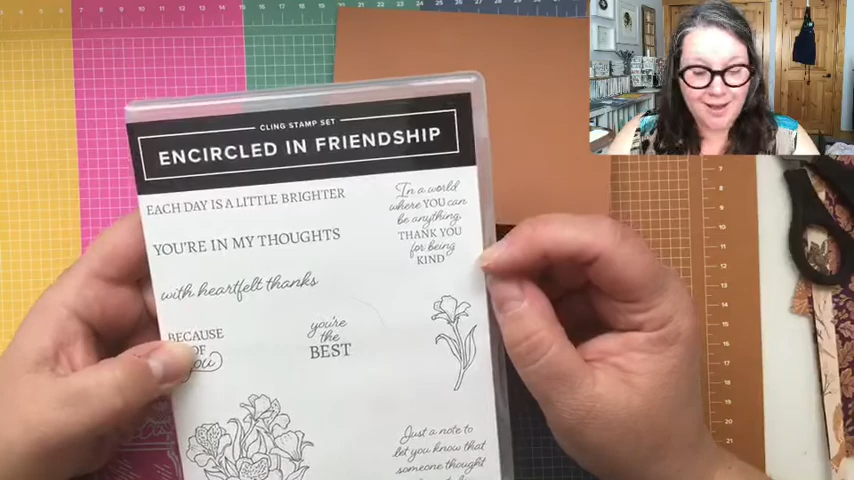 CLING STAMP SET
ENCIRCLED IN FRIENDSHIP
EACH DAY IS A LITTLE BRIGHTER
In a world
where YOU can
be anything
THANK YOU
for being
KIND
YOU'RE IN MY THOUGHTS
with heartfelt thanks
BECAUSE
OF
you
you're
the
BEST
Just a note to
let you know that
someone thought